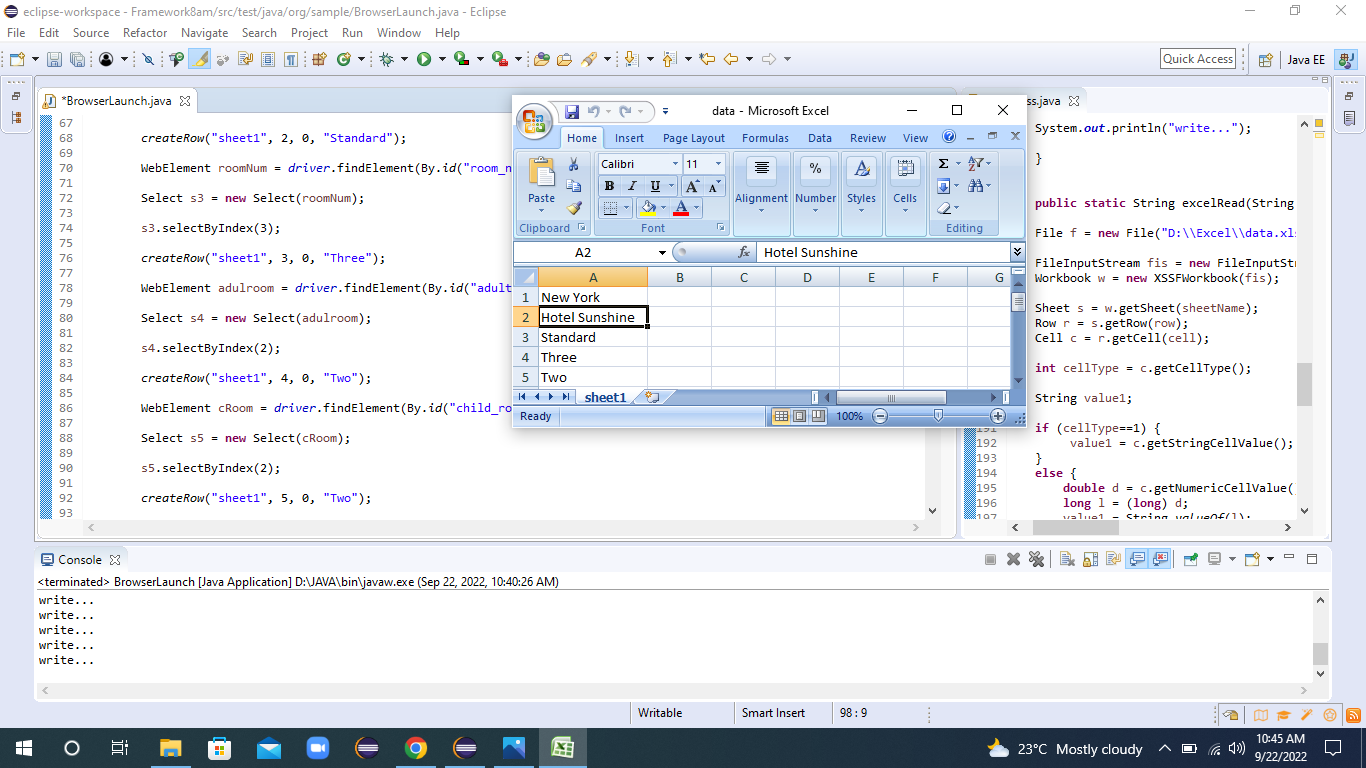 eclipse-workspace - Framework8am/src/test/java/org/sample/BrowserLaunch.java - Eclipse
File Edit Source Refactor Navigate Search Project Run Window Help
Quick Access
Java EE
*BrowserLaunch.java
67
68 createRow("sheet1", 2, 0, "Standard");
69
70 WebElement roomNum = driver.findElement(By.id("room_n
71
72 Select s3 = new Select(roomNum);
73
74 s3.selectByIndex(3);
75
76 createRow("sheet1", 3, 0, "Three");
77
78 WebElement adulroom = driver.findElement(By.id("adult
79
80 Select s4 = new Select(adulroom);
81
82 s4.selectByIndex(2);
83
84 createRow("sheet1", 4, 0, "Two");
85
86 WebElement cRoom = driver.findElement(By.id("child_ro
87
88 Select s5 = new Select(cRoom);
89
90 s5.selectByIndex(2);
91
92 createRow("sheet1", 5, 0, "Two");
93
data - Microsoft Excel
Home Insert Page Layout Formulas Data Review View
Paste
Clipboard
Calibri 11
B I U A A
A
Font
Alignment
%
Number
A
Styles
Cells
Σ
Editing
A2 fx Hotel Sunshine
A B C D E F G
1 New York
2 Hotel Sunshine
3 Standard
4 Three
5 Two
sheet1
Ready 100%
ss.java
System.out.println("write...");
}
public static String excelRead(String
File f = new File("D:\\Excel\\data.xls
FileInputStream fis = new FileInputStr
Workbook w = new XSSFWorkbook(fis);
Sheet s = w.getSheet(sheetName);
Row r = s.getRow(row);
Cell c = r.getCell(cell);
int cellType = c.getCellType();
String value1;
191 if (cellType==1) {
192 value1 = c.getStringCellValue();
193 }
194 else {
195 double d = c.getNumericCellValue(
196 long l = (long) d;
197 value1 = String.valueOf(l);
Console
<terminated> BrowserLaunch [Java Application] D:\JAVA\bin\javaw.exe (Sep 22, 2022, 10:40:26 AM)
write...
write...
write...
write...
write...
Writable Smart Insert 98 : 9
23°C Mostly cloudy
10:45 AM
9/22/2022